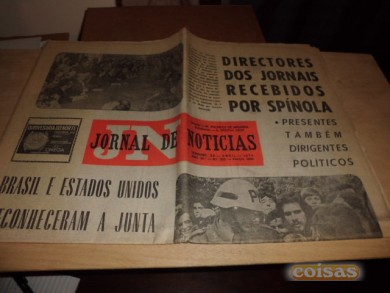 DIRECTORES
DOS JORNAIS
RECEBIDOS
POR SPÍNOLA
• PRESENTES
TAMBÉM
DIRIGENTES
POLÍTICOS
JN
JORNAL DE NOTICIAS
BRASIL E ESTADOS UNIDOS
ECONHECERAM A JUNTA
coisas